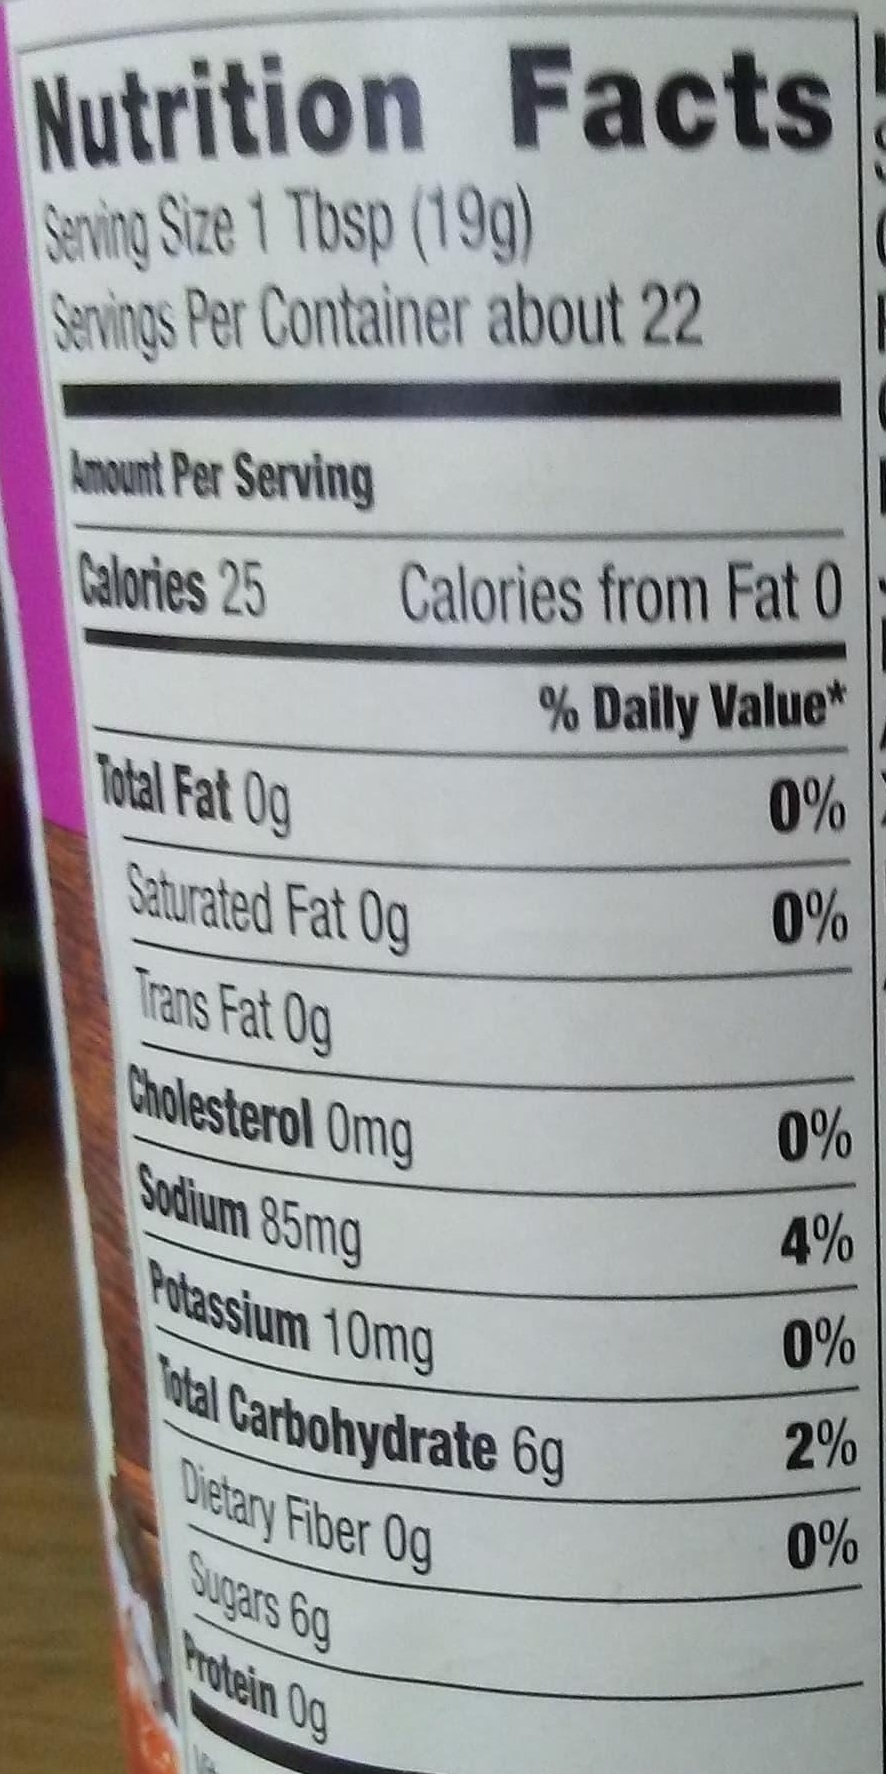 Nutrition Facts
Serving Size 1 Tbsp (19g)
Servings Per Container about 22
Amount Per Serving
Calories 25 Calories from Fat 0
% Daily Value*
Total Fat 0g 0%
Saturated Fat 0g 0%
Trans Fat 0g
Cholesterol 0mg 0%
Sodium 85mg 4%
Potassium 10mg 0%
Total Carbohydrate 6g 2%
Dietary Fiber 0g 0%
Sugars 6g
Protein 0g